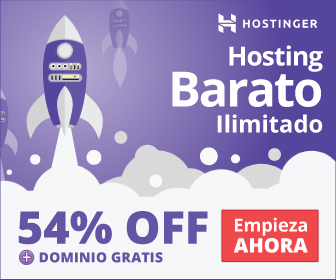 HOSTINGER
Hosting
Barato
Ilimitado
54% OFF
+ DOMINIO GRATIS
Empieza
AHORA